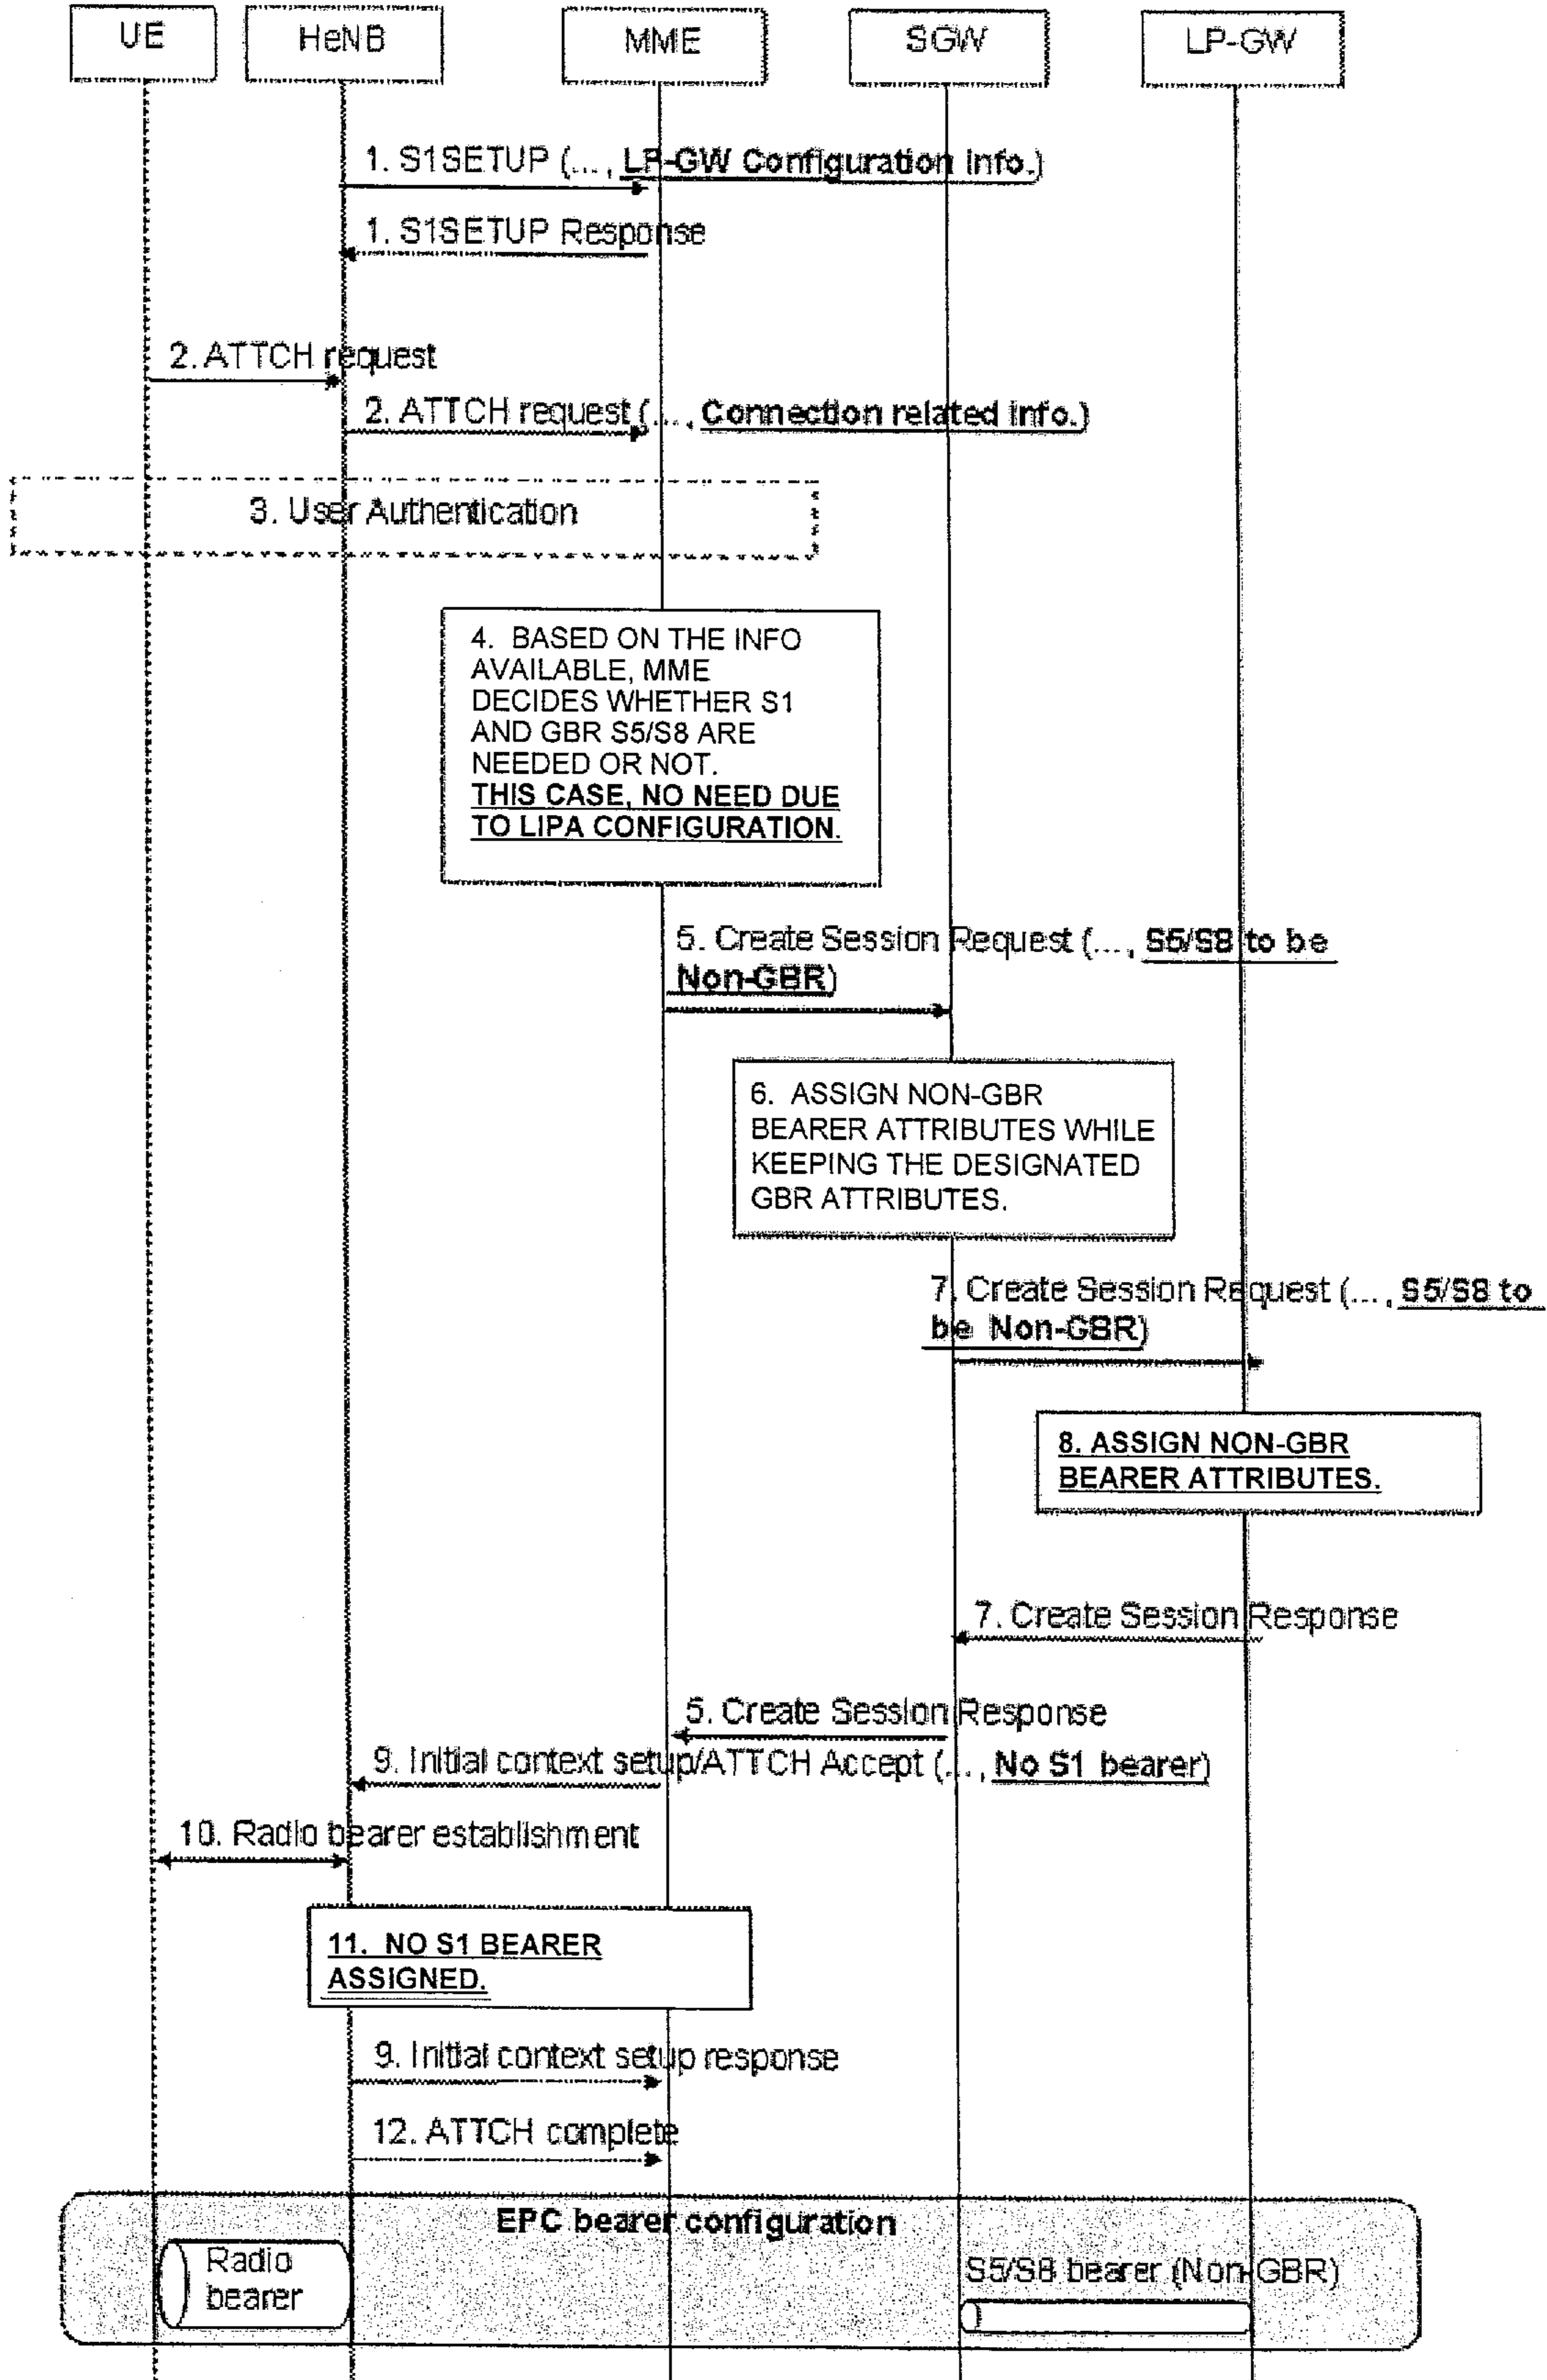 UE HeNB MME SGW LP-GW
1. S1SETUP (..., LP-GW Configuration Info.)
1. S1SETUP Response
2. ATTCH request
2. ATTCH request (..., Connection related info.)
3. User Authentication
4. BASED ON THE INFO
AVAILABLE, MME
DECIDES WHETHER S1
AND GBR S5/S8 ARE
NEEDED OR NOT.
THIS CASE, NO NEED DUE
TO LIPA CONFIGURATION.
5. Create Session Request (..., S5/S8 to be
Non-GBR)
6. ASSIGN NON-GBR
BEARER ATTRIBUTES WHILE
KEEPING THE DESIGNATED
GBR ATTRIBUTES.
7. Create Session Request (..., S5/S8 to
be Non-GBR)
8. ASSIGN NON-GBR
BEARER ATTRIBUTES.
7. Create Session Response
5. Create Session Response
9. Initial context setup/ATTCH Accept (..., No S1 bearer)
10. Radio bearer establishment
11. NO S1 BEARER
ASSIGNED.
9. Initial context setup response
12. ATTCH complete
EPC bearer configuration
Radio
bearer
S5/S8 bearer (Non-GBR)